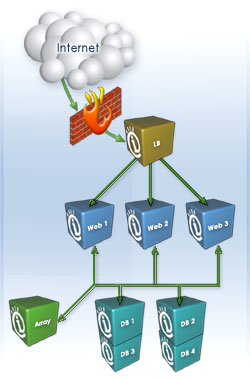 Internet
LB
Web 1
Web 2
Web 3
Array
DB 1
DB 2
DB 3
DB 4